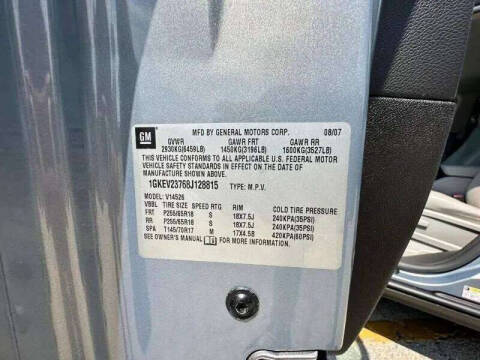 GM
MFD BY GENERAL MOTORS CORP. 08/07
GVWR GAWR FRT GAWR RR
2930KG(6459LB) 1450KG(3196LB) 1600KG(3527LB)
THIS VEHICLE CONFORMS TO ALL APPLICABLE U.S. FEDERAL MOTOR
VEHICLE SAFETY STANDARDS IN EFFECT ON THE DATE OF
MANUFACTURE SHOWN ABOVE.
1GKEV23768J128815 TYPE: M.P.V.
MODEL: V14526
VBBL TIRE SIZE SPEED RTG RIM COLD TIRE PRESSURE
FRT P255/65R18 S 18X7.5J 240KPA(35PSI)
RR P255/65R18 S 18X7.5J 240KPA(35PSI)
SPA T145/70R17 M 17X4.5B 420KPA(60PSI)
SEE OWNER'S MANUAL FOR MORE INFORMATION.